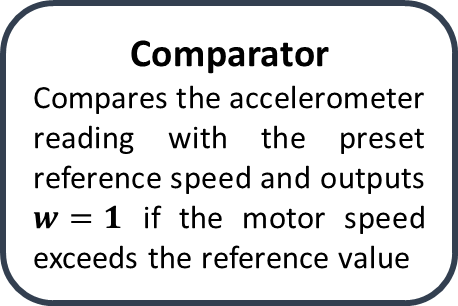 Comparator
Compares the accelerometer
reading with the preset
reference speed and outputs
w = 1 if the motor speed
exceeds the reference value